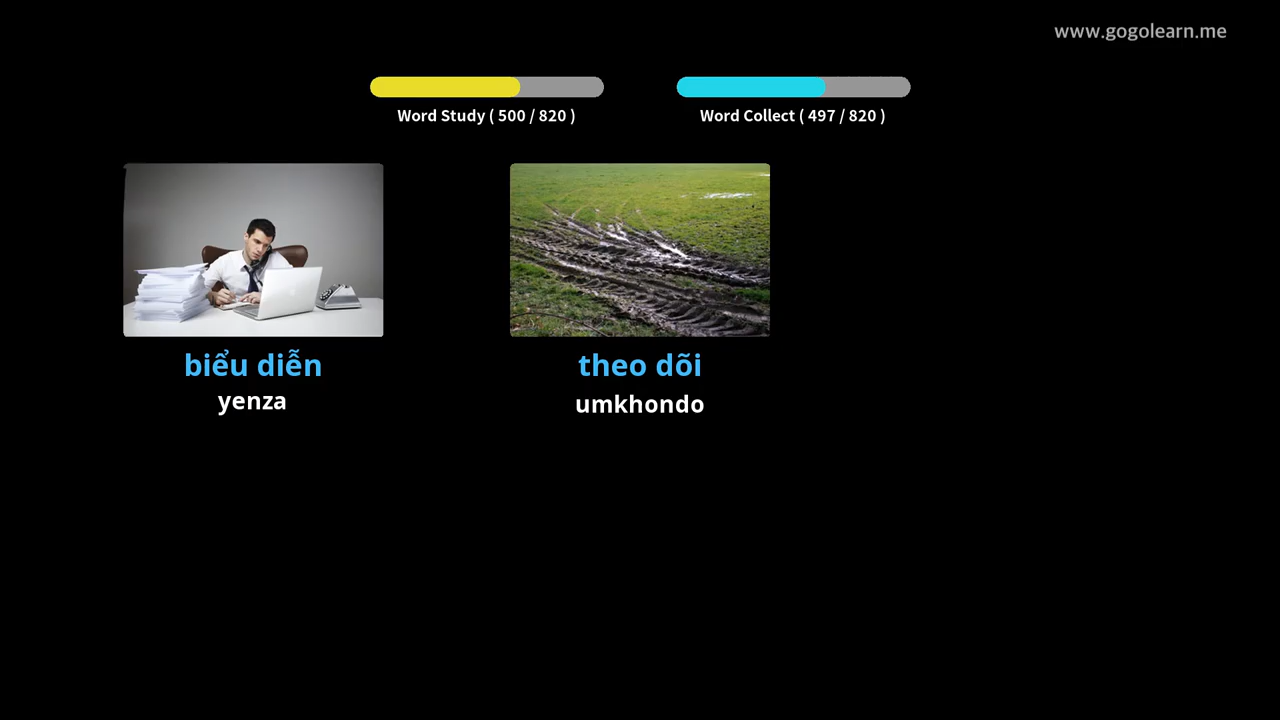 www.gogolearn.me
Word Study ( 500 / 820 )
Word Collect ( 497 / 820 )
biểu diễn
yenza
theo dõi
umkhondo